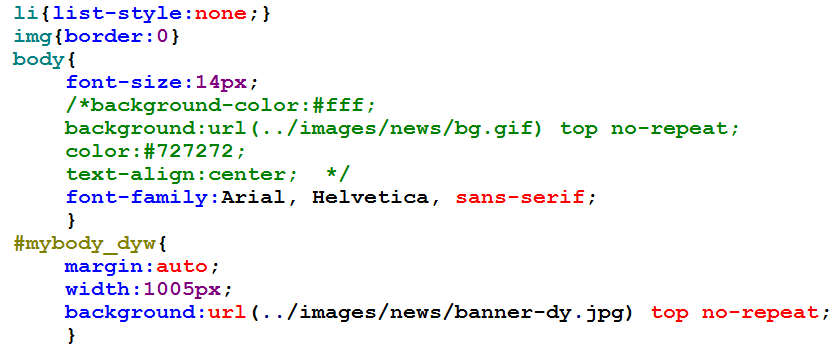 li{list-style:none;}
img{border:0}
body{
    font-size:14px;
    /*background-color:#fff;
    background:url(../images/news/bg.gif) top no-repeat;
    color:#727272;
    text-align:center;  */
    font-family:Arial, Helvetica, sans-serif;
    }
#mybody_dyw{
    margin:auto;
    width:1005px;
    background:url(../images/news/banner-dy.jpg) top no-repeat;
    }